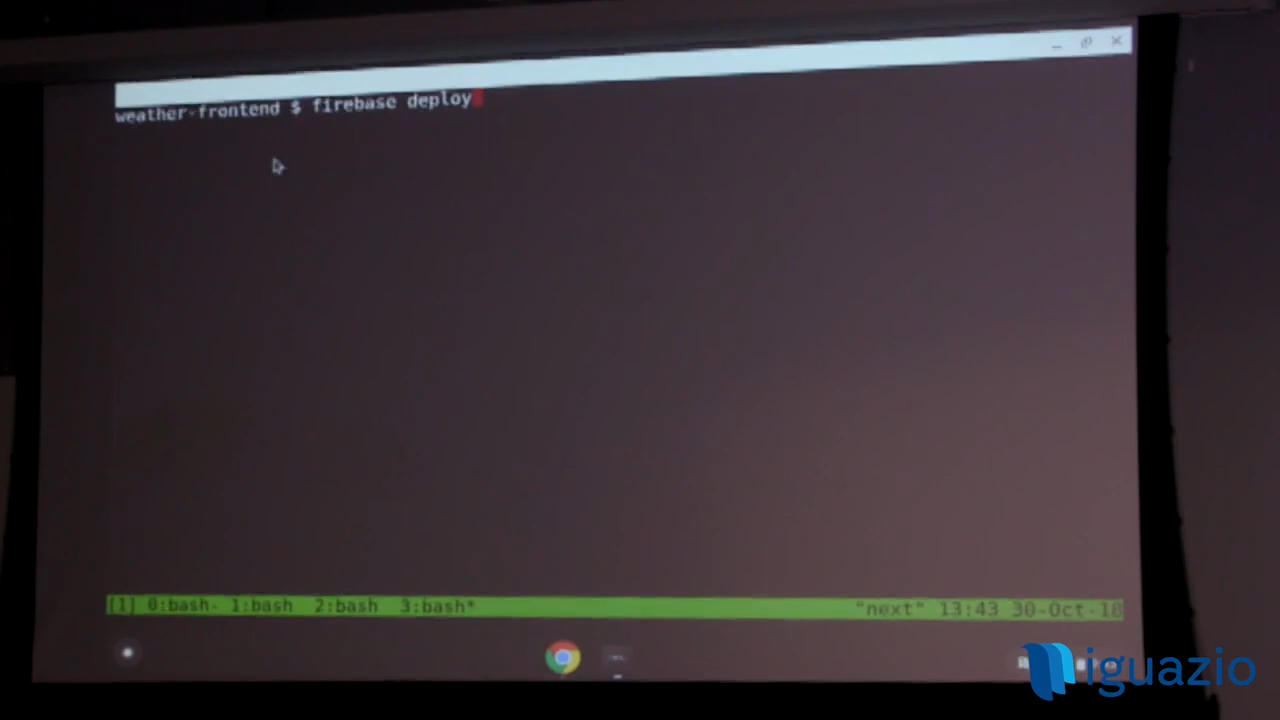 weather-frontend $ firebase deploy
[1] 0:bash- 1:bash 2:bash 3:bash* "next" 13:43 30-Oct-18
iguazio